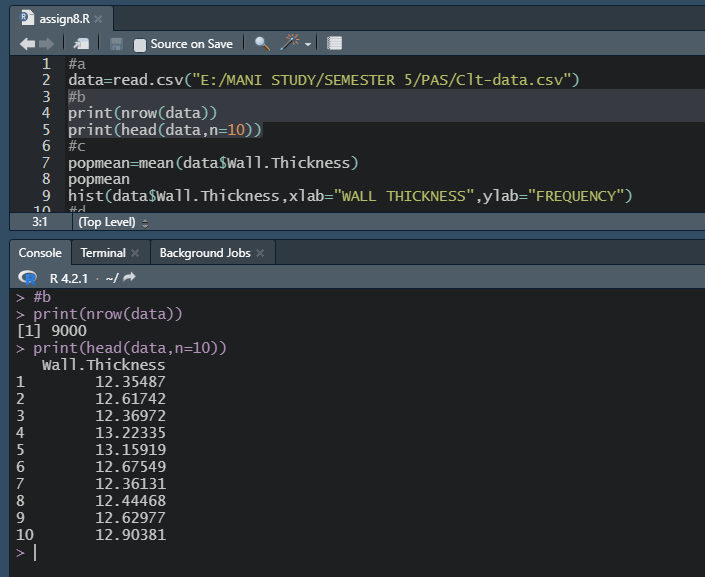 assign8.R
Source on Save
1 #a
2 data=read.csv("E:/MANI STUDY/SEMESTER 5/PAS/Clt-data.csv")
3 #b
4 print(nrow(data))
5 print(head(data,n=10))
6 #c
7 popmean=mean(data$Wall.Thickness)
8 popmean
9 hist(data$Wall.Thickness,xlab="WALL THICKNESS",ylab="FREQUENCY")
10 #d
3:1 (Top Level)
Console Terminal Background Jobs
R R 4.2.1 · ~/
> #b
> print(nrow(data))
[1] 9000
> print(head(data,n=10))
Wall.Thickness
1 12.35487
2 12.61742
3 12.36972
4 13.22335
5 13.15919
6 12.67549
7 12.36131
8 12.44468
9 12.62977
10 12.90381
>